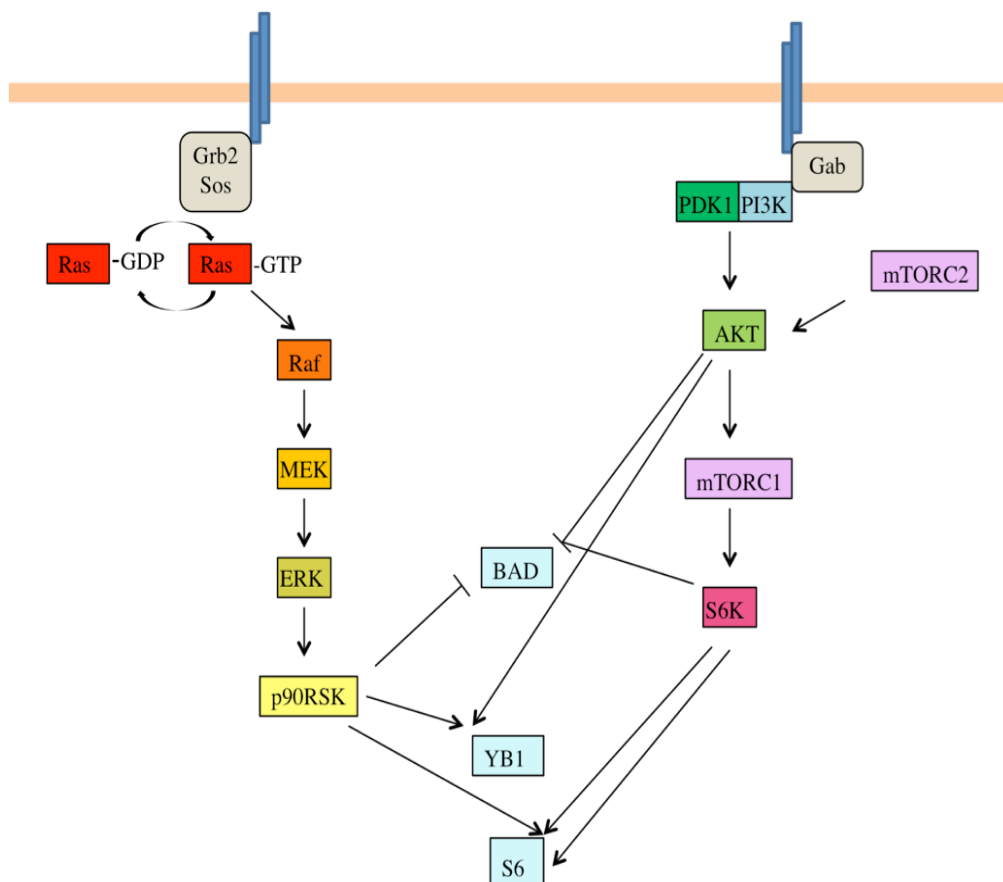 Grb2
Sos
Gab
PDK1 PI3K
Ras -GDP Ras -GTP
mTORC2
AKT
Raf
MEK
mTORC1
BAD
ERK
S6K
p90RSK
YB1
S6